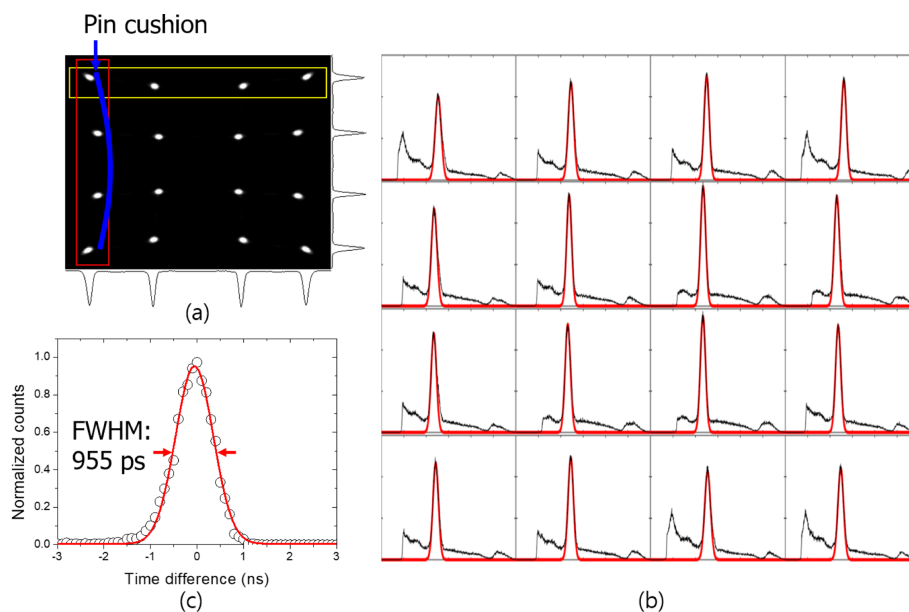 Pin cushion
(a)
1.0
0.8
0.6
0.4
0.2
0.0
Normalized counts
FWHM:
955 ps
-3
-2
-1
0
1
2
3
Time difference (ns)
(c)
(b)